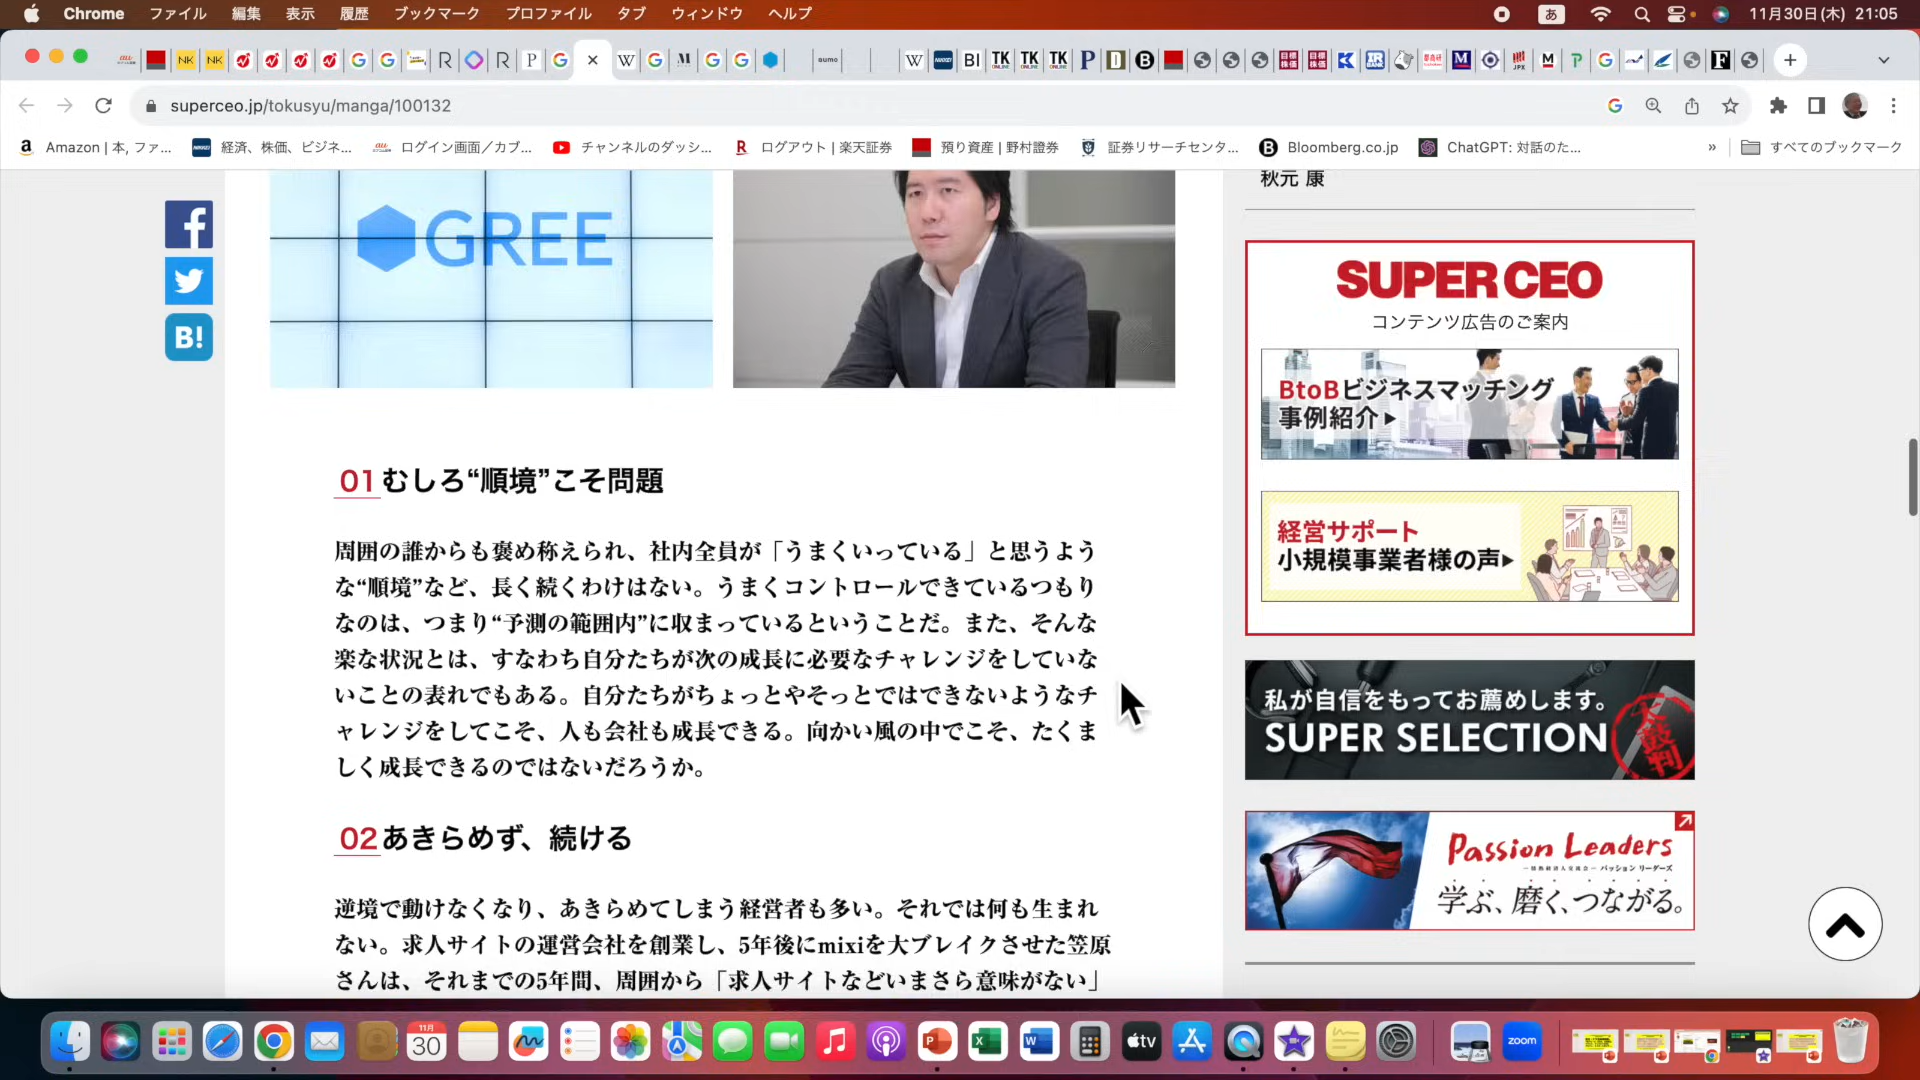 Chrome ファイル 編集 表示 履歴 ブックマーク プロファイル タブ ウィンドウ ヘルプ
あ 11月30日(木) 21:05
superceo.jp/tokusyu/manga/100132
Amazon | 本, ファ... 経済、株価、ビジネ... ログイン画面／カブ... チャンネルのダッシ... ログアウト | 楽天証券 預り資産 | 野村證券 証券リサーチセンタ... Bloomberg.co.jp ChatGPT: 対話のた... » すべてのブックマーク
GREE
B!
01 むしろ“順境”こそ問題
周囲の誰からも褒め称えられ、社内全員が「うまくいっている」と思うよう
な“順境”など、長く続くわけはない。うまくコントロールできているつもり
なのは、つまり“予測の範囲内”に収まっているということだ。また、そんな
楽な状況とは、すなわち自分たちが次の成長に必要なチャレンジをしていな
いことの表れでもある。自分たちがちょっとやそっとではできないようなチ
ャレンジをしてこそ、人も会社も成長できる。向かい風の中でこそ、たくま
しく成長できるのではないだろうか。
02 あきらめず、続ける
逆境で動けなくなり、あきらめてしまう経営者も多い。それでは何も生まれ
ない。求人サイトの運営会社を創業し、5年後にmixiを大ブレイクさせた笠原
さんは、それまでの5年間、周囲から「求人サイトなどいまさら意味がない」
秋元 康
SUPER CEO
コンテンツ広告のご案内
BtoBビジネスマッチング
事例紹介▶
経営サポート
小規模事業者様の声▶
私が自信をもってお薦めします。
SUPER SELECTION
太鼓判
Passion Leaders
パッション リーダーズ
学ぶ、磨く、つながる。
11月
30
tv
zoom